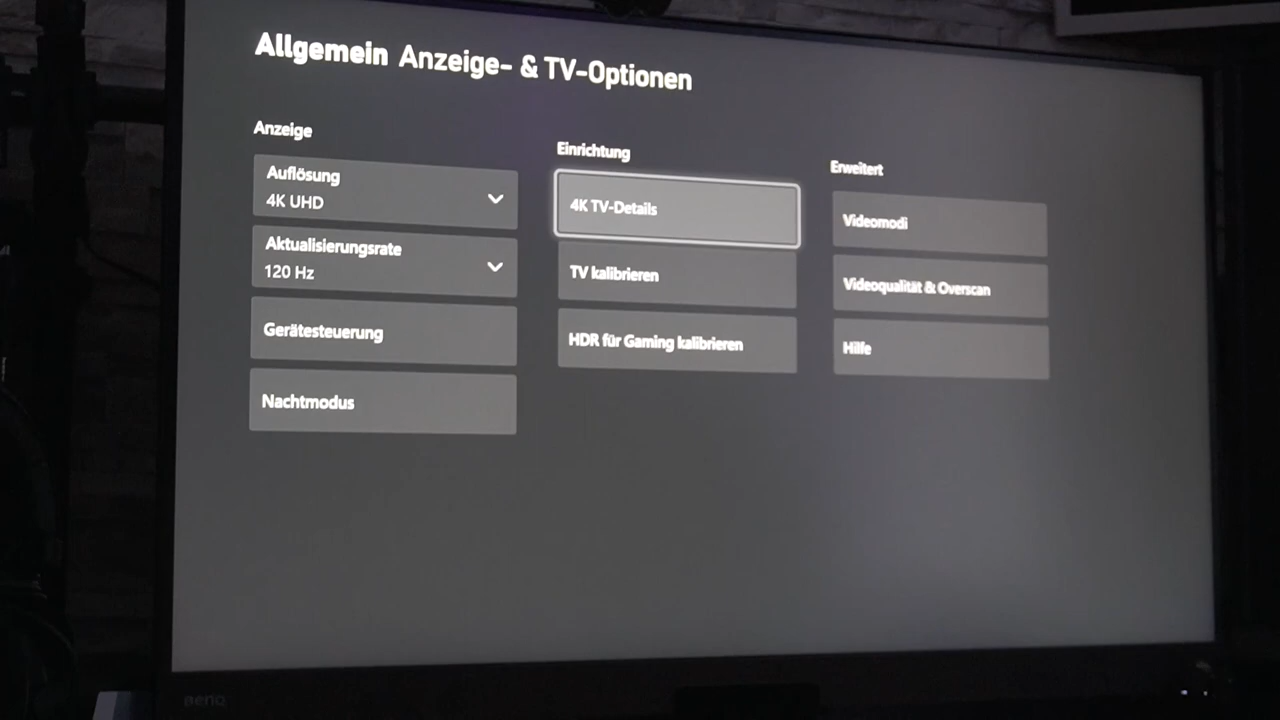 Allgemein Anzeige- & TV-Optionen
Anzeige
Auflösung
4K UHD
Aktualisierungsrate
120 Hz
Gerätesteuerung
Nachtmodus
Einrichtung
4K TV-Details
TV kalibrieren
HDR für Gaming kalibrieren
Erweitert
Videomodi
Videoqualität & Overscan
Hilfe
BenQ